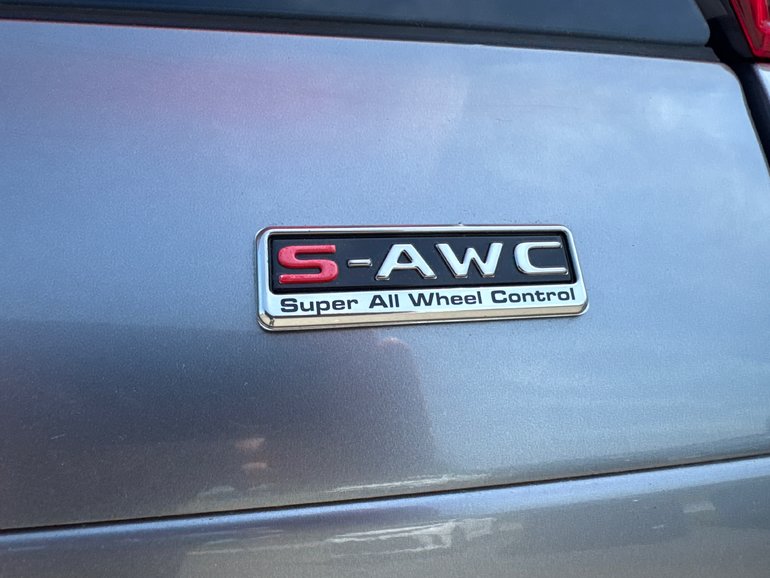 S-AWC
Super All Wheel Control